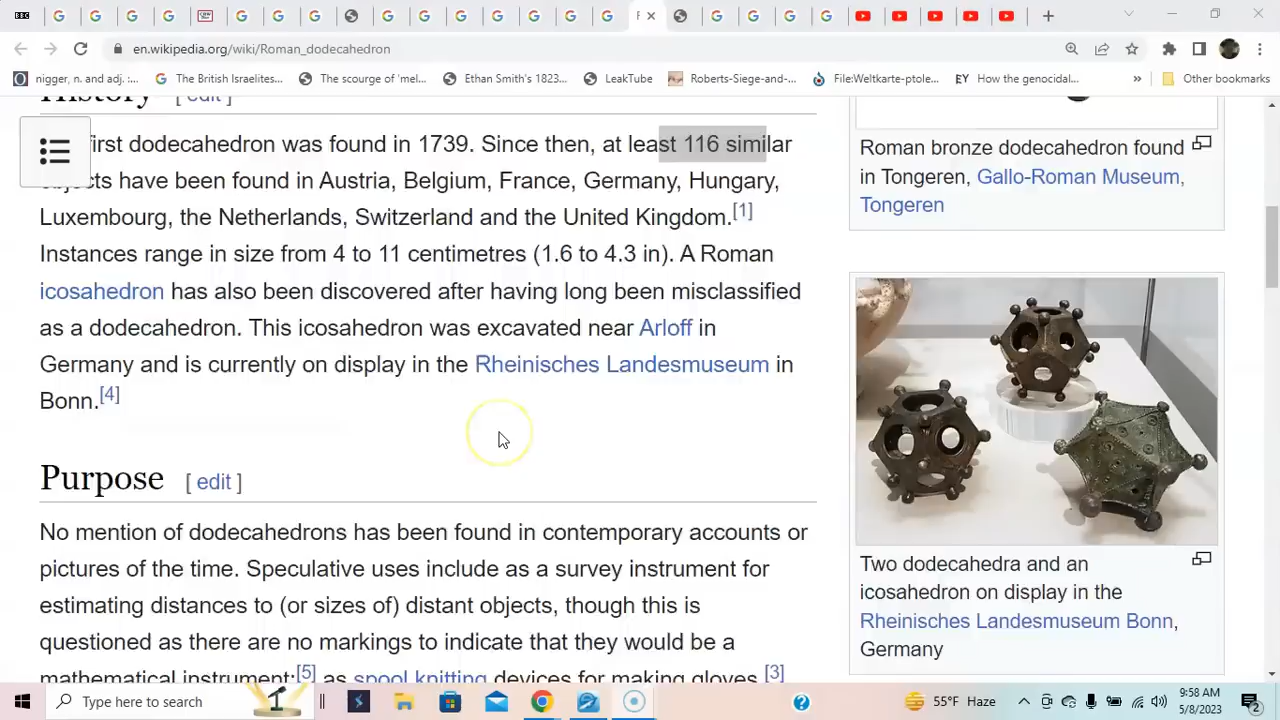 BBC
en.wikipedia.org/wiki/Roman_dodecahedron
nigger, n. and adj. :...
The British Israelites...
The scourge of 'mel...
Ethan Smith's 1823...
LeakTube
Roberts-Siege-and-...
File:Weltkarte-ptole...
EY How the genocidal...
»
Other bookmarks
History [ edit ]
first dodecahedron was found in 1739. Since then, at least 116 similar
objects have been found in Austria, Belgium, France, Germany, Hungary,
Luxembourg, the Netherlands, Switzerland and the United Kingdom.[1]
Instances range in size from 4 to 11 centimetres (1.6 to 4.3 in). A Roman
icosahedron has also been discovered after having long been misclassified
as a dodecahedron. This icosahedron was excavated near Arloff in
Germany and is currently on display in the Rheinisches Landesmuseum in
Bonn.[4]
Purpose [ edit ]
No mention of dodecahedrons has been found in contemporary accounts or
pictures of the time. Speculative uses include as a survey instrument for
estimating distances to (or sizes of) distant objects, though this is
questioned as there are no markings to indicate that they would be a
mathematical instrument;[5] as spool knitting devices for making gloves,[3]
Roman bronze dodecahedron found
in Tongeren, Gallo-Roman Museum,
Tongeren
Two dodecahedra and an
icosahedron on display in the
Rheinisches Landesmuseum Bonn,
Germany
Type here to search
55°F Haze
9:58 AM
5/8/2023
2